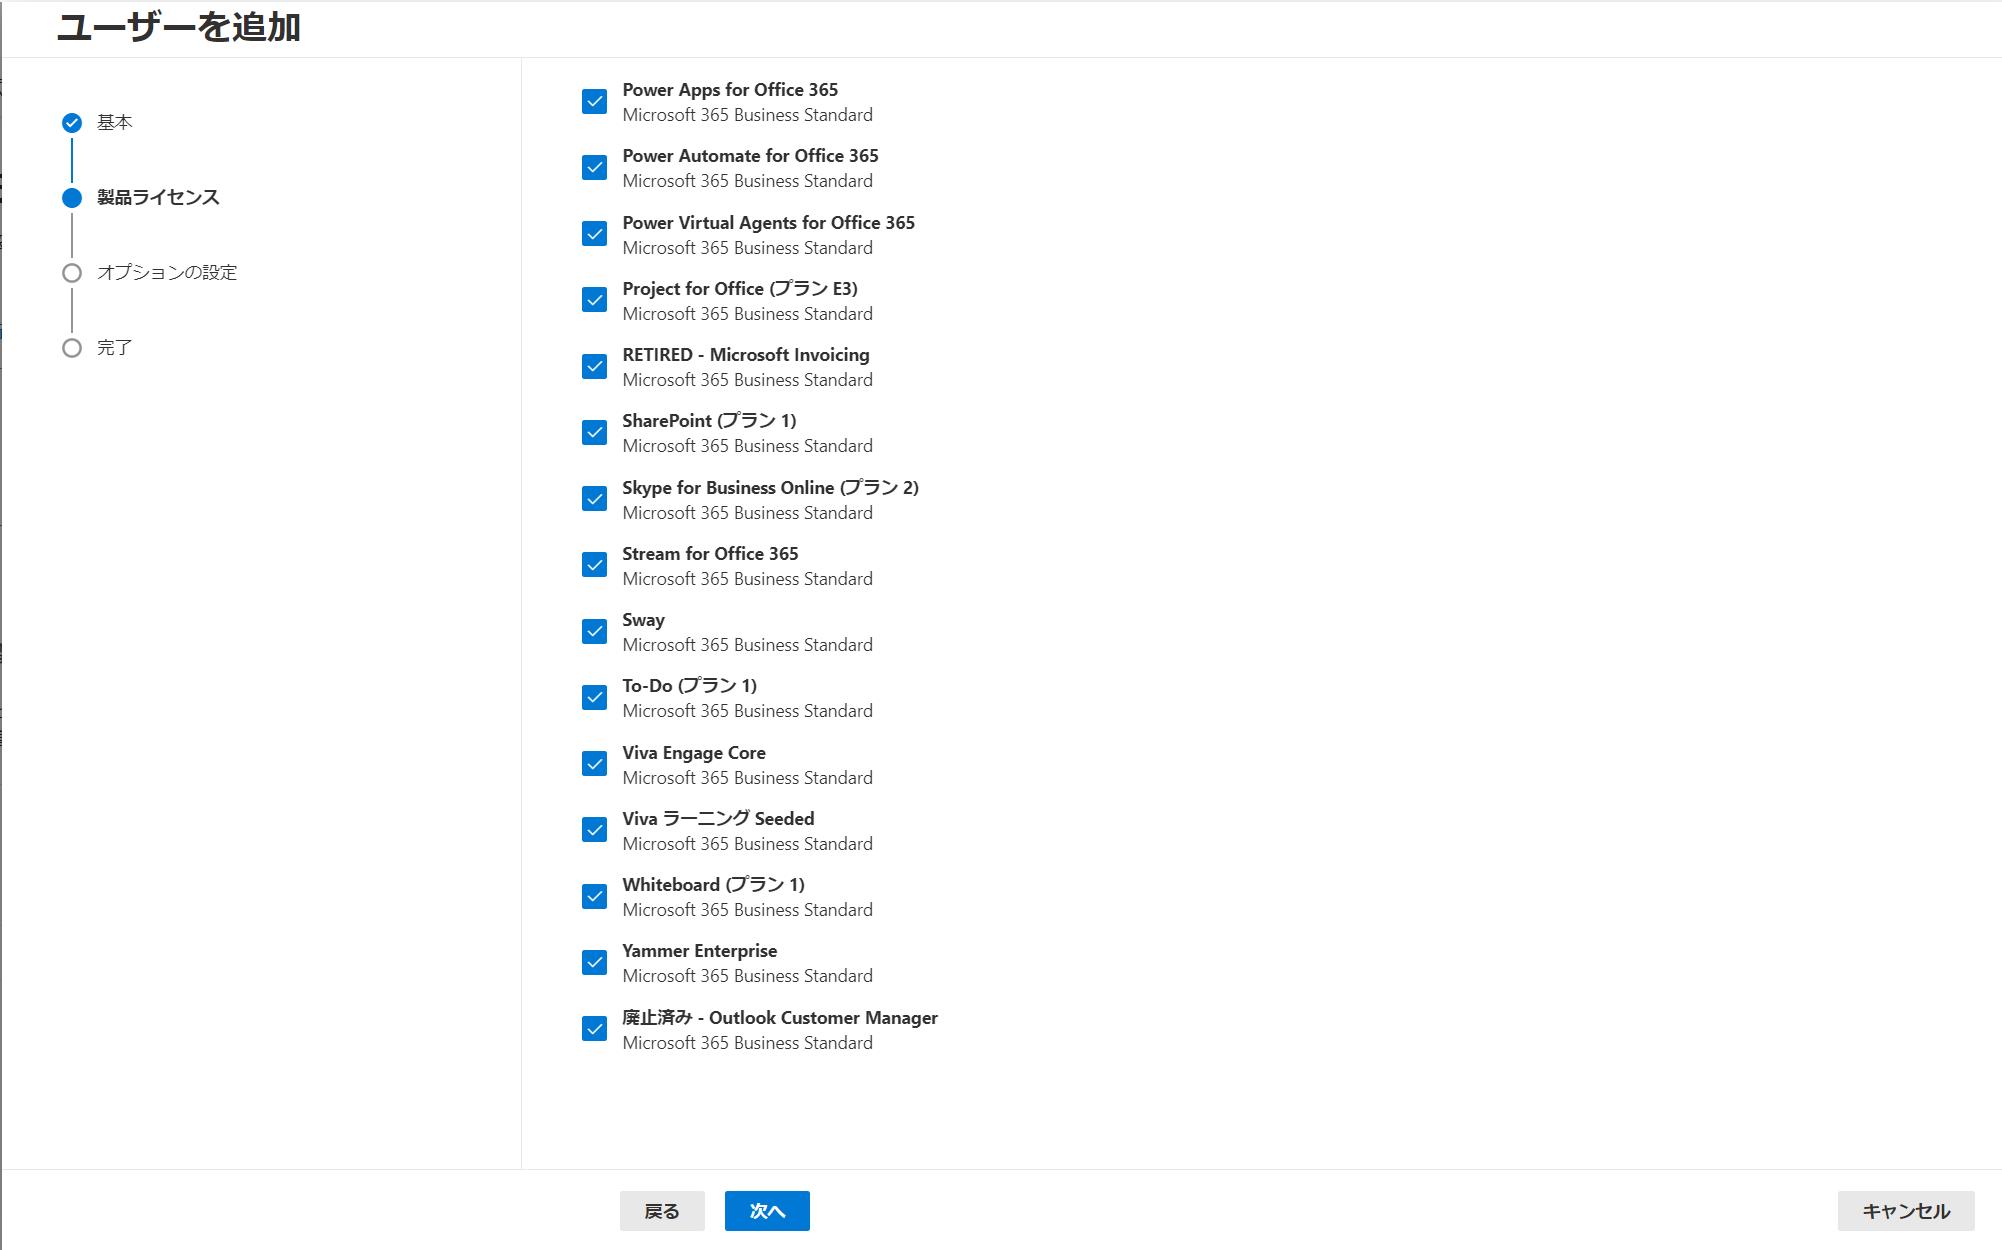 ユーザーを追加
基本
製品ライセンス
オプションの設定
完了
Power Apps for Office 365
Microsoft 365 Business Standard
Power Automate for Office 365
Microsoft 365 Business Standard
Power Virtual Agents for Office 365
Microsoft 365 Business Standard
Project for Office (プラン E3)
Microsoft 365 Business Standard
RETIRED - Microsoft Invoicing
Microsoft 365 Business Standard
SharePoint (プラン 1)
Microsoft 365 Business Standard
Skype for Business Online (プラン 2)
Microsoft 365 Business Standard
Stream for Office 365
Microsoft 365 Business Standard
Sway
Microsoft 365 Business Standard
To-Do (プラン 1)
Microsoft 365 Business Standard
Viva Engage Core
Microsoft 365 Business Standard
Viva ラーニング Seeded
Microsoft 365 Business Standard
Whiteboard (プラン 1)
Microsoft 365 Business Standard
Yammer Enterprise
Microsoft 365 Business Standard
廃止済み - Outlook Customer Manager
Microsoft 365 Business Standard
戻る
次へ
キャンセル